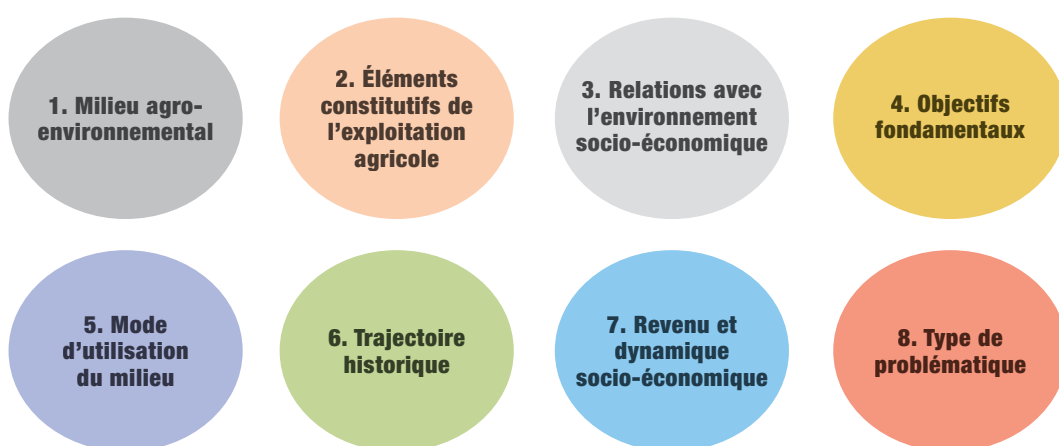 1. Milieu agro-
environnemental
2. Éléments
constitutifs de
l'exploitation
agricole
3. Relations avec
l'environnement
socio-économique
4. Objectifs
fondamentaux
5. Mode
d'utilisation
du milieu
6. Trajectoire
historique
7. Revenu et
dynamique
socio-économique
8. Type de
problématique